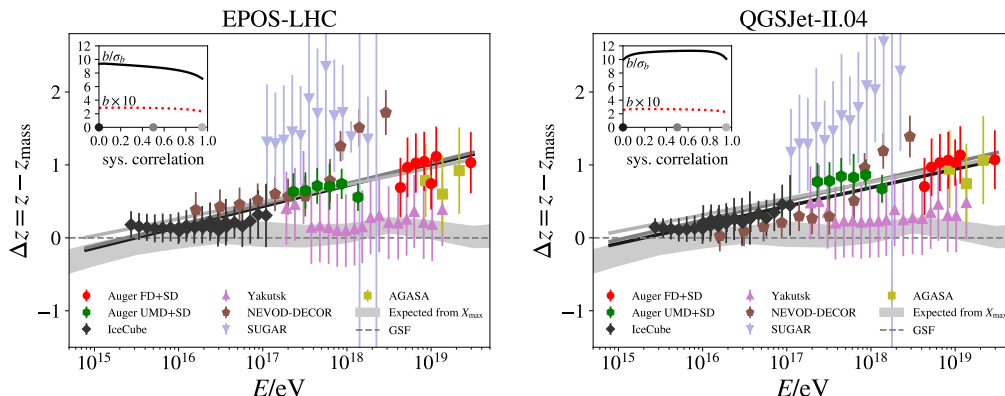 EPOS-LHC
12
10
8
6
4
2
0
b/σ_b
b × 10
0.0 0.2 0.4 0.6 0.8 1.0
sys. correlation
2
1
0
−1
Δz = z − z_mass
Auger FD+SD
Auger UMD+SD
IceCube
Yakutsk
NEVOD-DECOR
SUGAR
AGASA
Expected from X_max
GSF
10^15 10^16 10^17 10^18 10^19
E/eV
QGSJet-II.04
12
10
8
6
4
2
0
b/σ_b
b × 10
0.0 0.2 0.4 0.6 0.8 1.0
sys. correlation
2
1
0
−1
Δz = z − z_mass
Auger FD+SD
Auger UMD+SD
IceCube
Yakutsk
NEVOD-DECOR
SUGAR
AGASA
Expected from X_max
GSF
10^15 10^16 10^17 10^18 10^19
E/eV